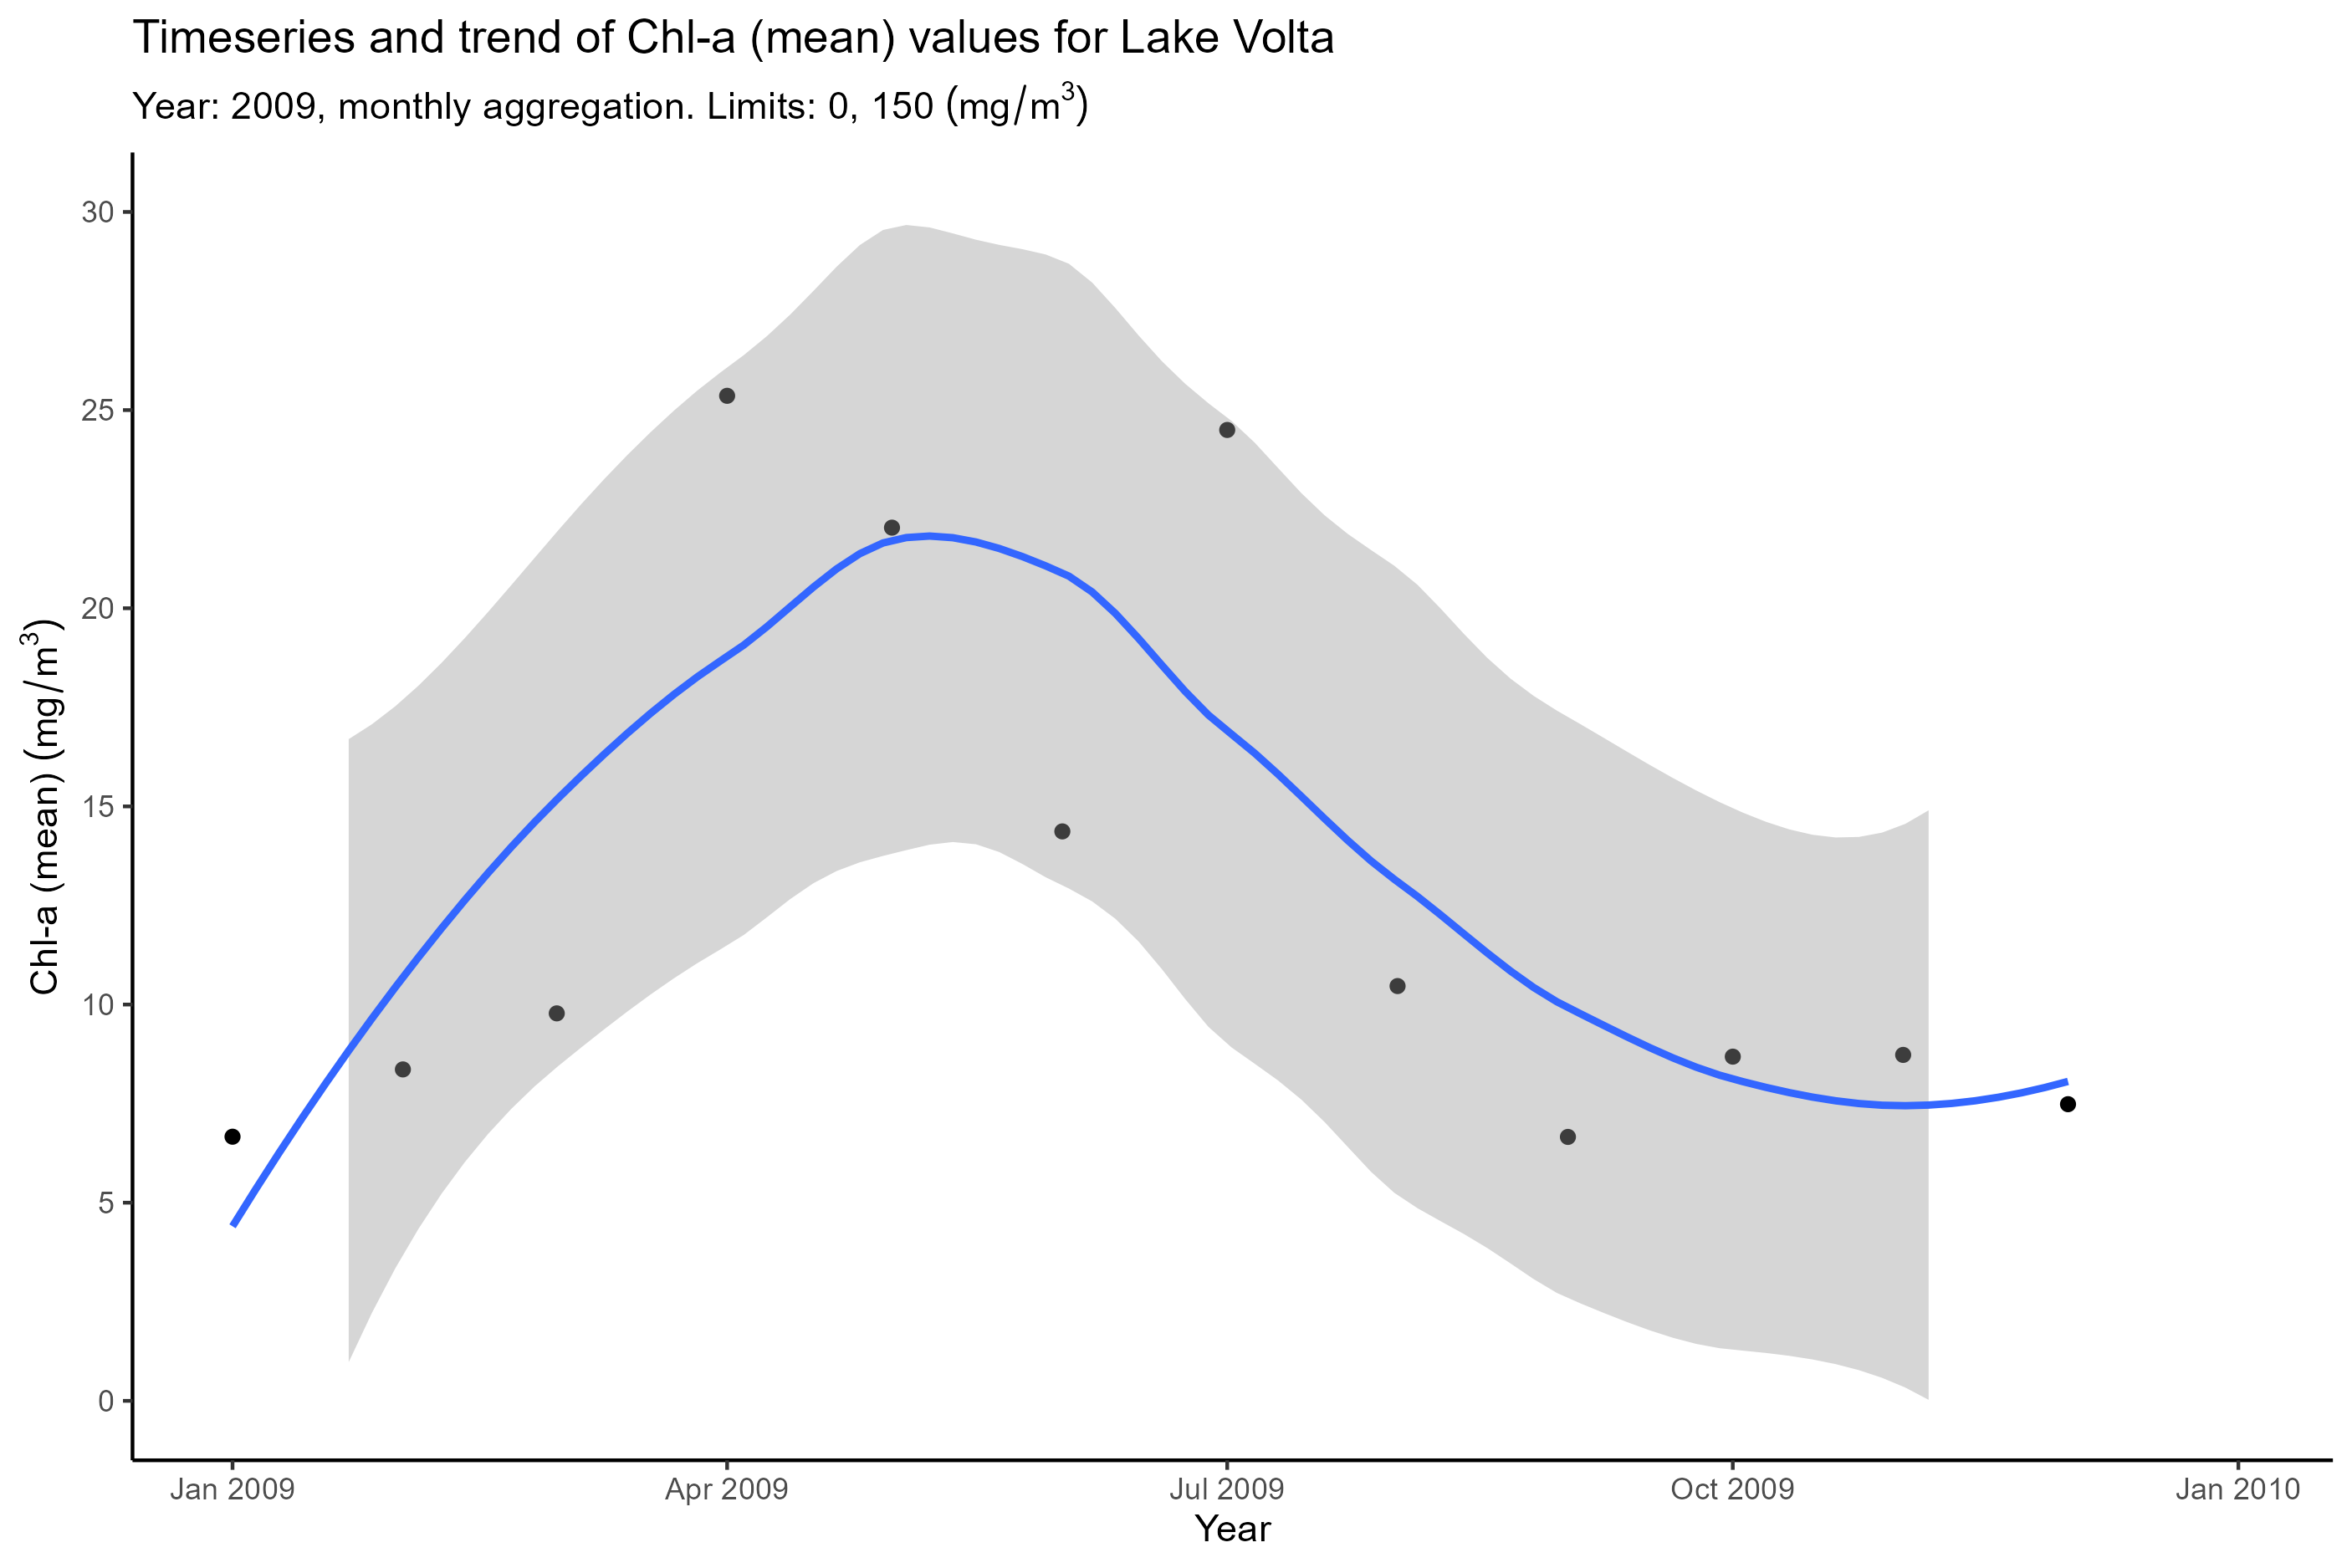 Timeseries and trend of Chl-a (mean) values for Lake Volta
Year: 2009, monthly aggregation. Limits: 0, 150 (mg/m³)
Chl-a (mean) (mg/m³)
30
25
20
15
10
5
0
Jan 2009
Apr 2009
Jul 2009
Oct 2009
Jan 2010
Year